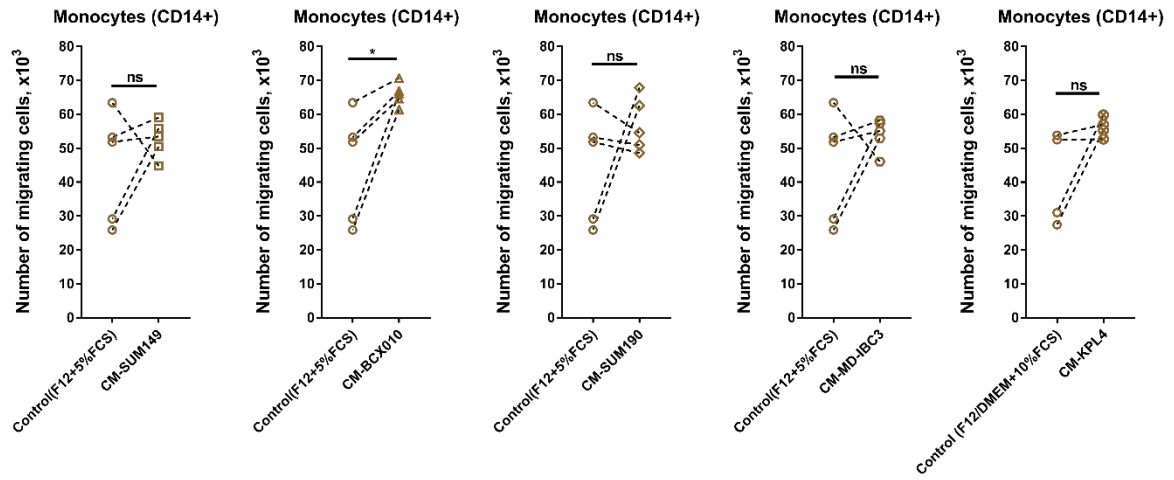 Monocytes (CD14+)
Number of migrating cells, x10³
80
70
60
50
40
30
20
10
0
ns
Control(F12+5%FCS)
CM-SUM149
Monocytes (CD14+)
Number of migrating cells, x10³
80
70
60
50
40
30
20
10
0
*
Control(F12+5%FCS)
CM-BCX010
Monocytes (CD14+)
Number of migrating cells, x10³
80
70
60
50
40
30
20
10
0
ns
Control(F12+5%FCS)
CM-SUM190
Monocytes (CD14+)
Number of migrating cells, x10³
80
70
60
50
40
30
20
10
0
ns
Control(F12+5%FCS)
CM-MD-IBC3
Monocytes (CD14+)
Number of migrating cells, x10³
80
70
60
50
40
30
20
10
0
ns
Control (F12/DMEM+10%FCS)
CM-KPL4